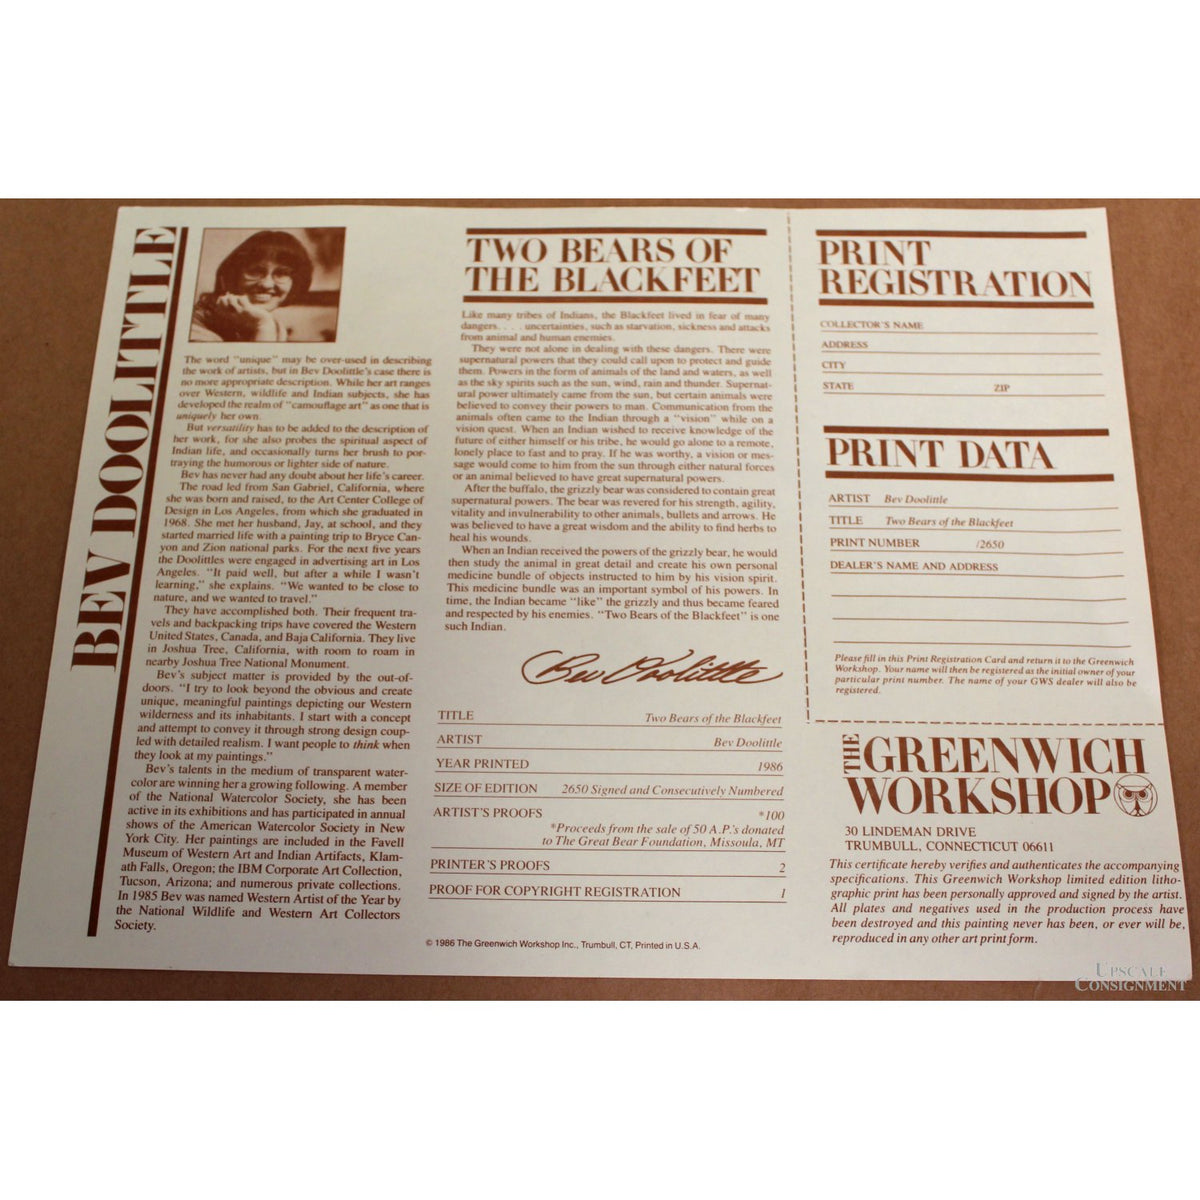 BEV DOOLITTLE
The word "unique" may be over-used in describing
the work of artists, but in Bev Doolittle's case there is
no more appropriate description. While her art ranges
over Western, wildlife and Indian subjects, she has
developed the realm of "camouflage art" as one that is
uniquely her own.
But versatility has to be added to the description of
her work, for she also probes the spiritual aspect of
Indian life, and occasionally turns her brush to por-
traying the humorous or lighter side of nature.
Bev has never had any doubt about her life's career.
The road led from San Gabriel, California, where
she was born and raised, to the Art Center College of
Design in Los Angeles, from which she graduated in
1968. She met her husband, Jay, at school, and they
started married life with a painting trip to Bryce Can-
yon and Zion national parks. For the next five years
the Doolittles were engaged in advertising art in Los
Angeles. "It paid well, but after a while I wasn't
learning," she explains. "We wanted to be close to
nature, and we wanted to travel."
They have accomplished both. Their frequent tra-
vels and backpacking trips have covered the Western
United States, Canada, and Baja California. They live
in Joshua Tree, California, with room to roam in
nearby Joshua Tree National Monument.
Bev's subject matter is provided by the out-of-
doors. "I try to look beyond the obvious and create
unique, meaningful paintings depicting our Western
wilderness and its inhabitants. I start with a concept
and attempt to convey it through strong design coup-
led with detailed realism. I want people to think when
they look at my paintings."
Bev's talents in the medium of transparent water-
color are winning her a growing following. A member
of the National Watercolor Society, she has been
active in its exhibitions and has participated in annual
shows of the American Watercolor Society in New
York City. Her paintings are included in the Favell
Museum of Western Art and Indian Artifacts, Klam-
ath Falls, Oregon; the IBM Corporate Art Collection,
Tucson, Arizona; and numerous private collections.
In 1985 Bev was named Western Artist of the Year by
the National Wildlife and Western Art Collectors
Society.
TWO BEARS OF
THE BLACKFEET
Like many tribes of Indians, the Blackfeet lived in fear of many
dangers. . . . uncertainties, such as starvation, sickness and attacks
from animal and human enemies.
They were not alone in dealing with these dangers. There were
supernatural powers that they could call upon to protect and guide
them. Powers in the form of animals of the land and waters, as well
as the sky spirits such as the sun, wind, rain and thunder. Supernat-
ural power ultimately came from the sun, but certain animals were
believed to convey their powers to man. Communication from the
animals often came to the Indian through a "vision" while on a
vision quest. When an Indian wished to receive knowledge of the
future of either himself or his tribe, he would go alone to a remote,
lonely place to fast and to pray. If he was worthy, a vision or mes-
sage would come to him from the sun through either natural forces
or an animal believed to have great supernatural powers.
After the buffalo, the grizzly bear was considered to contain great
supernatural powers. The bear was revered for his strength, agility,
vitality and invulnerability to other animals, bullets and arrows. He
was believed to have a great wisdom and the ability to find herbs to
heal his wounds.
When an Indian received the powers of the grizzly bear, he would
then study the animal in great detail and create his own personal
medicine bundle of objects instructed to him by his vision spirit.
This medicine bundle was an important symbol of his powers. In
time, the Indian became "like" the grizzly and thus became feared
and respected by his enemies. "Two Bears of the Blackfeet" is one
such Indian.
Bev Doolittle
TITLE Two Bears of the Blackfeet
ARTIST Bev Doolittle
YEAR PRINTED 1986
SIZE OF EDITION 2650 Signed and Consecutively Numbered
ARTIST'S PROOFS *100
*Proceeds from the sale of 50 A.P.'s donated
to The Great Bear Foundation, Missoula, MT
PRINTER'S PROOFS 2
PROOF FOR COPYRIGHT REGISTRATION 1
© 1986 The Greenwich Workshop Inc., Trumbull, CT, Printed in U.S.A.
PRINT
REGISTRATION
COLLECTOR'S NAME
ADDRESS
CITY
STATE ZIP
PRINT DATA
ARTIST Bev Doolittle
TITLE Two Bears of the Blackfeet
PRINT NUMBER /2650
DEALER'S NAME AND ADDRESS
Please fill in this Print Registration Card and return it to the Greenwich
Workshop. Your name will then be registered as the initial owner of your
particular print number. The name of your GWS dealer will also be
registered.
THE GREENWICH
WORKSHOP
30 LINDEMAN DRIVE
TRUMBULL, CONNECTICUT 06611
This certificate hereby verifies and authenticates the accompanying
specifications. This Greenwich Workshop limited edition litho-
graphic print has been personally approved and signed by the artist.
All plates and negatives used in the production process have
been destroyed and this painting never has been, or ever will be,
reproduced in any other art print form.
UPSCALE
CONSIGNMENT